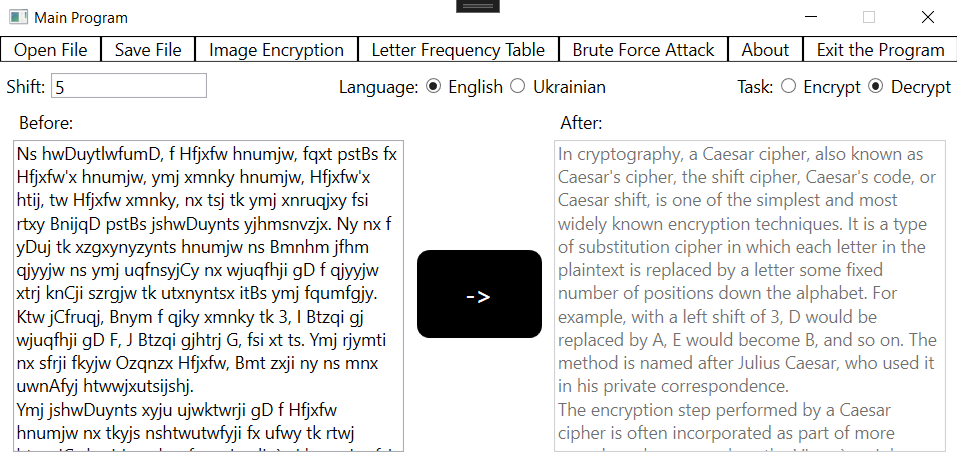 Main Program
Open File Save File Image Encryption Letter Frequency Table Brute Force Attack About Exit the Program
Shift: 5 Language: English Ukrainian Task: Encrypt Decrypt
Before:
Ns hwDuytlwfumD, f Hfjxfw hnumjw, fqxt pstBs fx
Hfjxfw'x hnumjw, ymj xmnky hnumjw, Hfjxfw'x
htij, tw Hfjxfw xmnky, nx tsj tk ymj xnruqjxy fsi
rtxy BnijqD pstBs jshwDuynts yjhmsnvzjx. Ny nx f
yDuj tk xzgxynyzynts hnumjw ns Bmnhm jfhm
qjyyjw ns ymj uqfnsyjCy nx wjuqfhji gD f qjyyjw
xtrj knCji szrgjw tk utxnyntsx itBs ymj fqumfgjy.
Ktw jCfruqj, Bnym f qjky xmnky tk 3, I Btzqi gj
wjuqfhji gD F, J Btzqi gjhtrj G, fsi xt ts. Ymj rjymti
nx sfrji fkyjw Ozqnzx Hfjxfw, Bmt zxji ny ns mnx
uwnAfyj htwwjxutsijshj.
Ymj jshwDuynts xyju ujwktwrji gD f Hfjxfw
hnumjw nx tkyjs nshtwutwfyji fx ufwy tk rtwj
->
After:
In cryptography, a Caesar cipher, also known as
Caesar's cipher, the shift cipher, Caesar's code, or
Caesar shift, is one of the simplest and most
widely known encryption techniques. It is a type
of substitution cipher in which each letter in the
plaintext is replaced by a letter some fixed
number of positions down the alphabet. For
example, with a left shift of 3, D would be
replaced by A, E would become B, and so on. The
method is named after Julius Caesar, who used it
in his private correspondence.
The encryption step performed by a Caesar
cipher is often incorporated as part of more